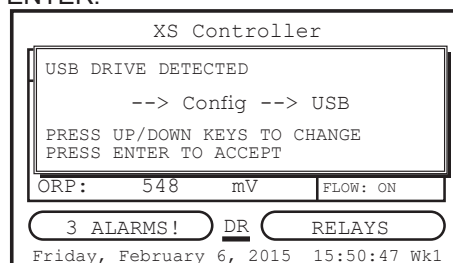 ENTER.
XS Controller
USB DRIVE DETECTED
--> Config --> USB
PRESS UP/DOWN KEYS TO CHANGE
PRESS ENTER TO ACCEPT
ORP: 548 mV FLOW: ON
3 ALARMS! DR RELAYS
Friday, February 6, 2015 15:50:47 Wk1